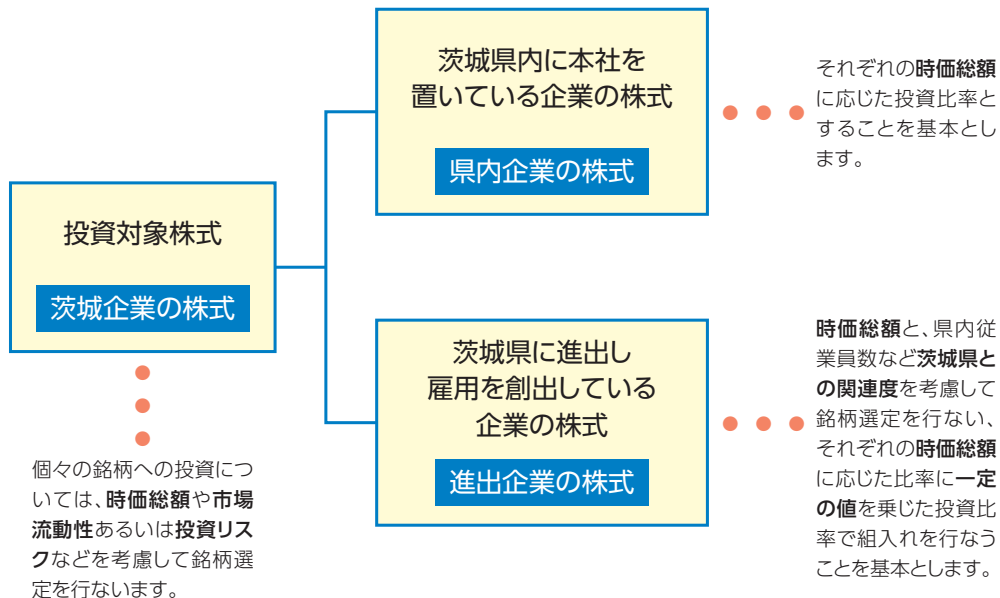 投資対象株式
茨城企業の株式
個々の銘柄への投資につ
いては、時価総額や市場
流動性あるいは投資リス
クなどを考慮して銘柄選
定を行ないます。
茨城県内に本社を
置いている企業の株式
県内企業の株式
それぞれの時価総額
に応じた投資比率と
することを基本とし
ます。
茨城県に進出し
雇用を創出している
企業の株式
進出企業の株式
時価総額と、県内従
業員数など茨城県と
の関連度を考慮して
銘柄選定を行ない、
それぞれの時価総額
に応じた比率に一定
の値を乗じた投資比
率で組入れを行なう
ことを基本とします。